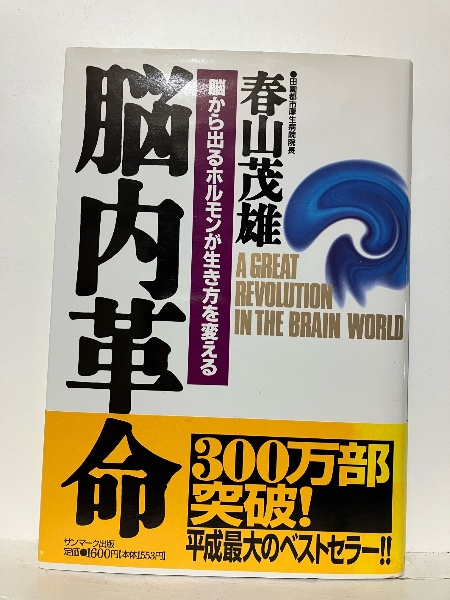 脳内革命
脳から出るホルモンが生き方を変える
●田園都市厚生病院院長
春山茂雄
A GREAT
REVOLUTION
IN THE BRAIN WORLD
300万部
突破!
平成最大のベストセラー!!
サンマーク出版
定価●1600円[本体1553円]